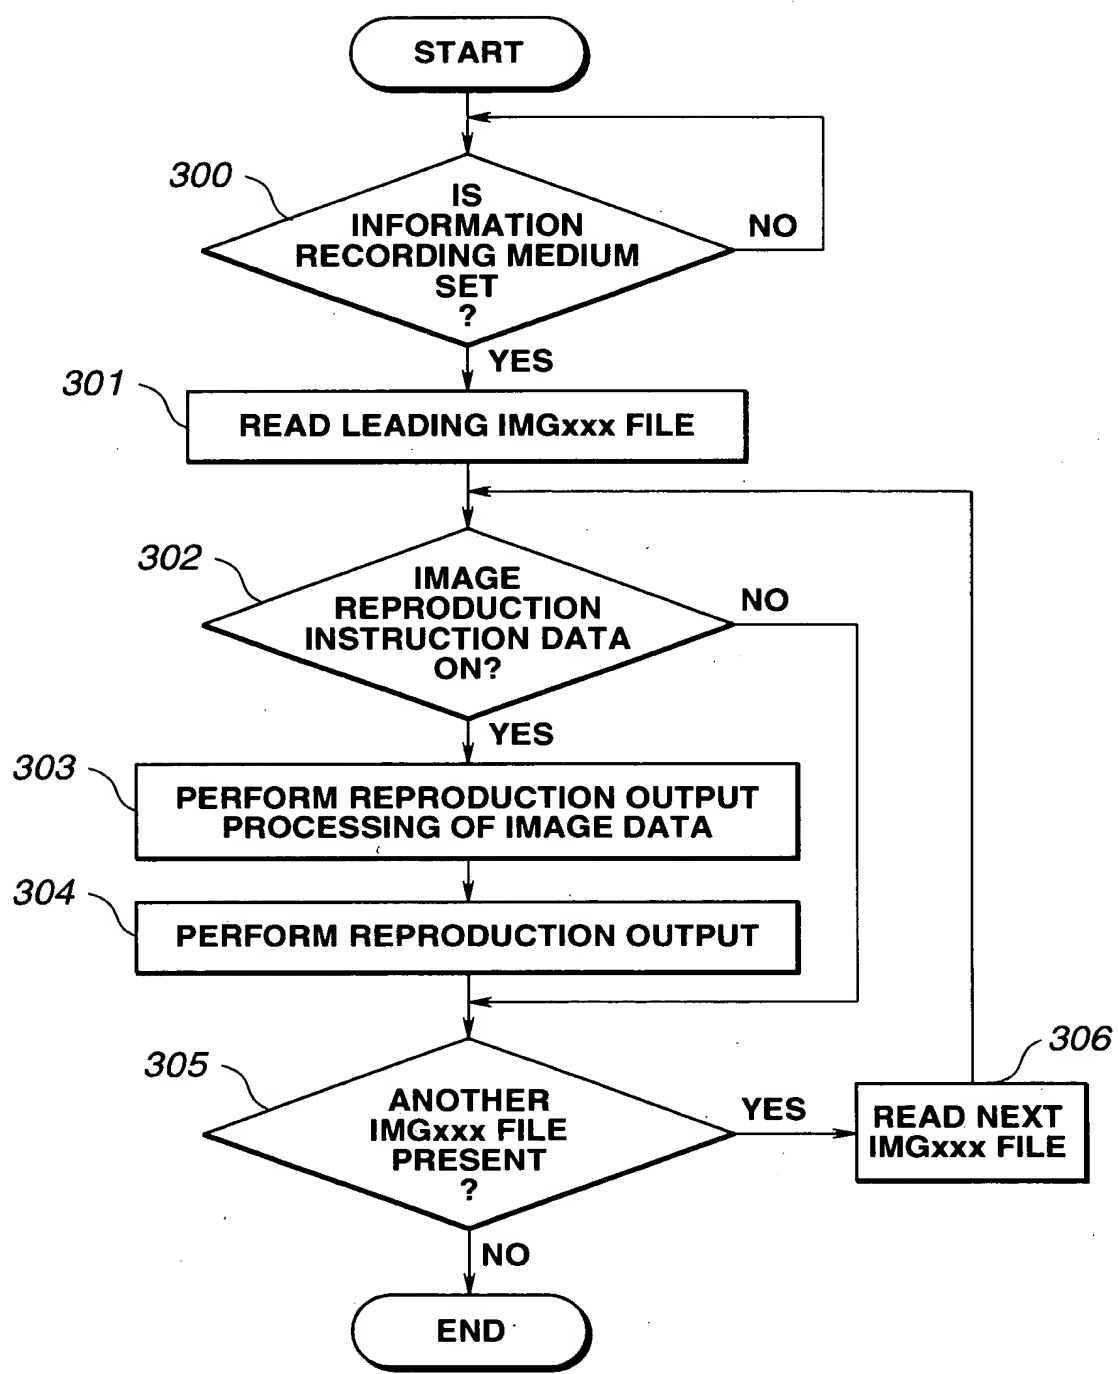 START
300
IS
INFORMATION
RECORDING MEDIUM
SET
?
NO
YES
301
READ LEADING IMGxxx FILE
302
IMAGE
REPRODUCTION
INSTRUCTION DATA
ON?
NO
YES
303
PERFORM REPRODUCTION OUTPUT
PROCESSING OF IMAGE DATA
304
PERFORM REPRODUCTION OUTPUT
305
ANOTHER
IMGxxx FILE
PRESENT
?
YES
306
READ NEXT
IMGxxx FILE
NO
END